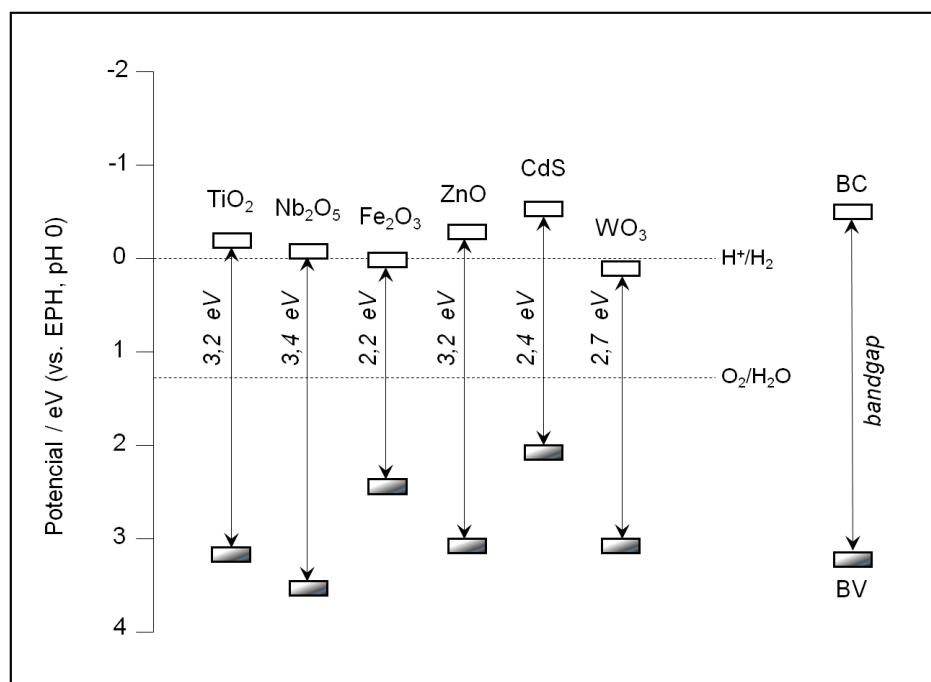 Potencial / eV (vs. EPH, pH 0)
-2
-1
0
1
2
3
4
TiO₂
Nb₂O₅
Fe₂O₃
ZnO
CdS
WO₃
BC
3,2 eV
3,4 eV
2,2 eV
3,2 eV
2,4 eV
2,7 eV
H⁺/H₂
O₂/H₂O
bandgap
BV